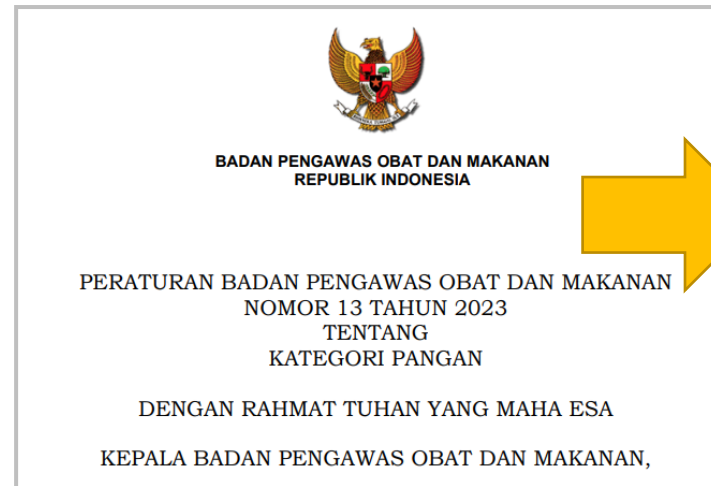 BADAN PENGAWAS OBAT DAN MAKANAN
REPUBLIK INDONESIA
PERATURAN BADAN PENGAWAS OBAT DAN MAKANAN
NOMOR 13 TAHUN 2023
TENTANG
KATEGORI PANGAN
DENGAN RAHMAT TUHAN YANG MAHA ESA
KEPALA BADAN PENGAWAS OBAT DAN MAKANAN,